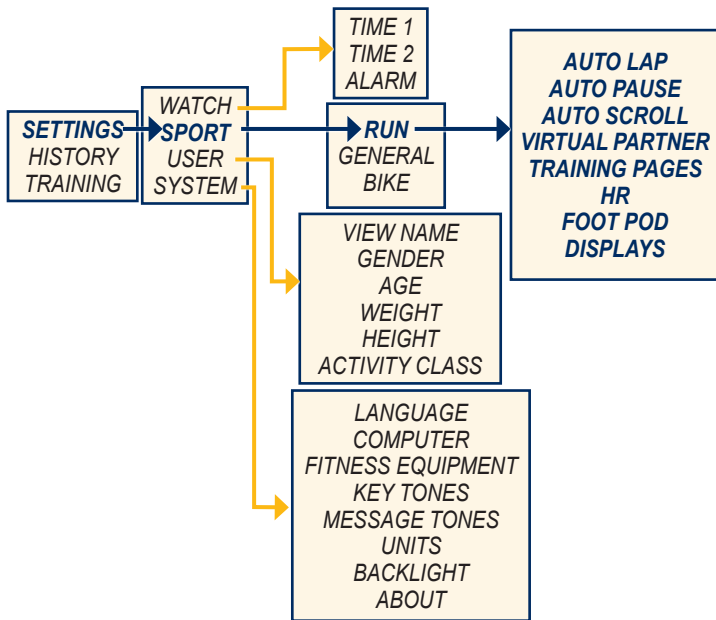 SETTINGS
HISTORY
TRAINING
WATCH
SPORT
USER
SYSTEM
TIME 1
TIME 2
ALARM
RUN
GENERAL
BIKE
AUTO LAP
AUTO PAUSE
AUTO SCROLL
VIRTUAL PARTNER
TRAINING PAGES
HR
FOOT POD
DISPLAYS
VIEW NAME
GENDER
AGE
WEIGHT
HEIGHT
ACTIVITY CLASS
LANGUAGE
COMPUTER
FITNESS EQUIPMENT
KEY TONES
MESSAGE TONES
UNITS
BACKLIGHT
ABOUT